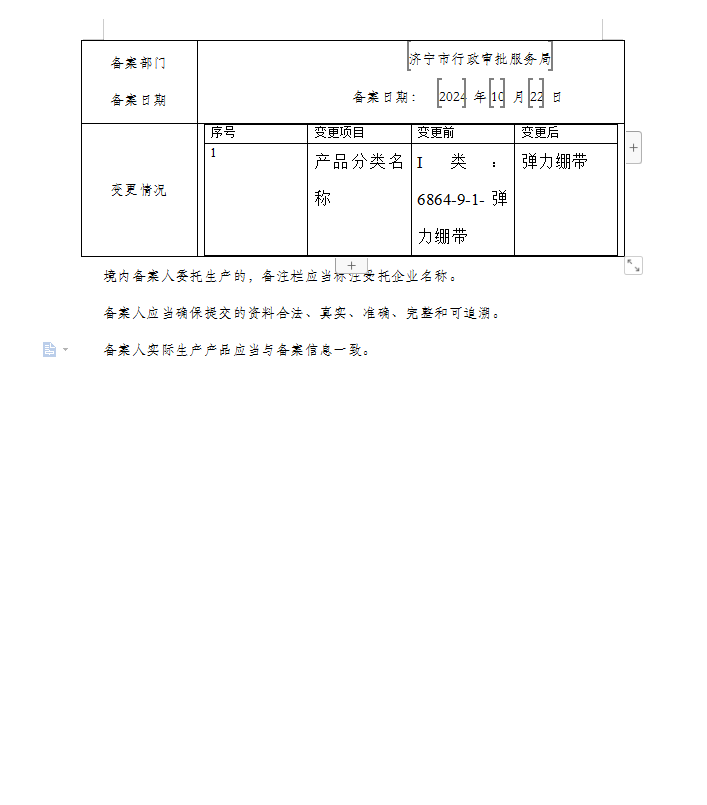 备案部门
备案日期
济宁市行政审批服务局
备案日期： 2024 年 10 月 22 日
变更情况
序号 变更项目 变更前 变更后
1 产品分类名 I 类 ： 弹力绷带
称 6864-9-1- 弹
力绷带
境内备案人委托生产的，备注栏应当标注受托企业名称。
备案人应当确保提交的资料合法、真实、准确、完整和可追溯。
备案人实际生产产品应当与备案信息一致。